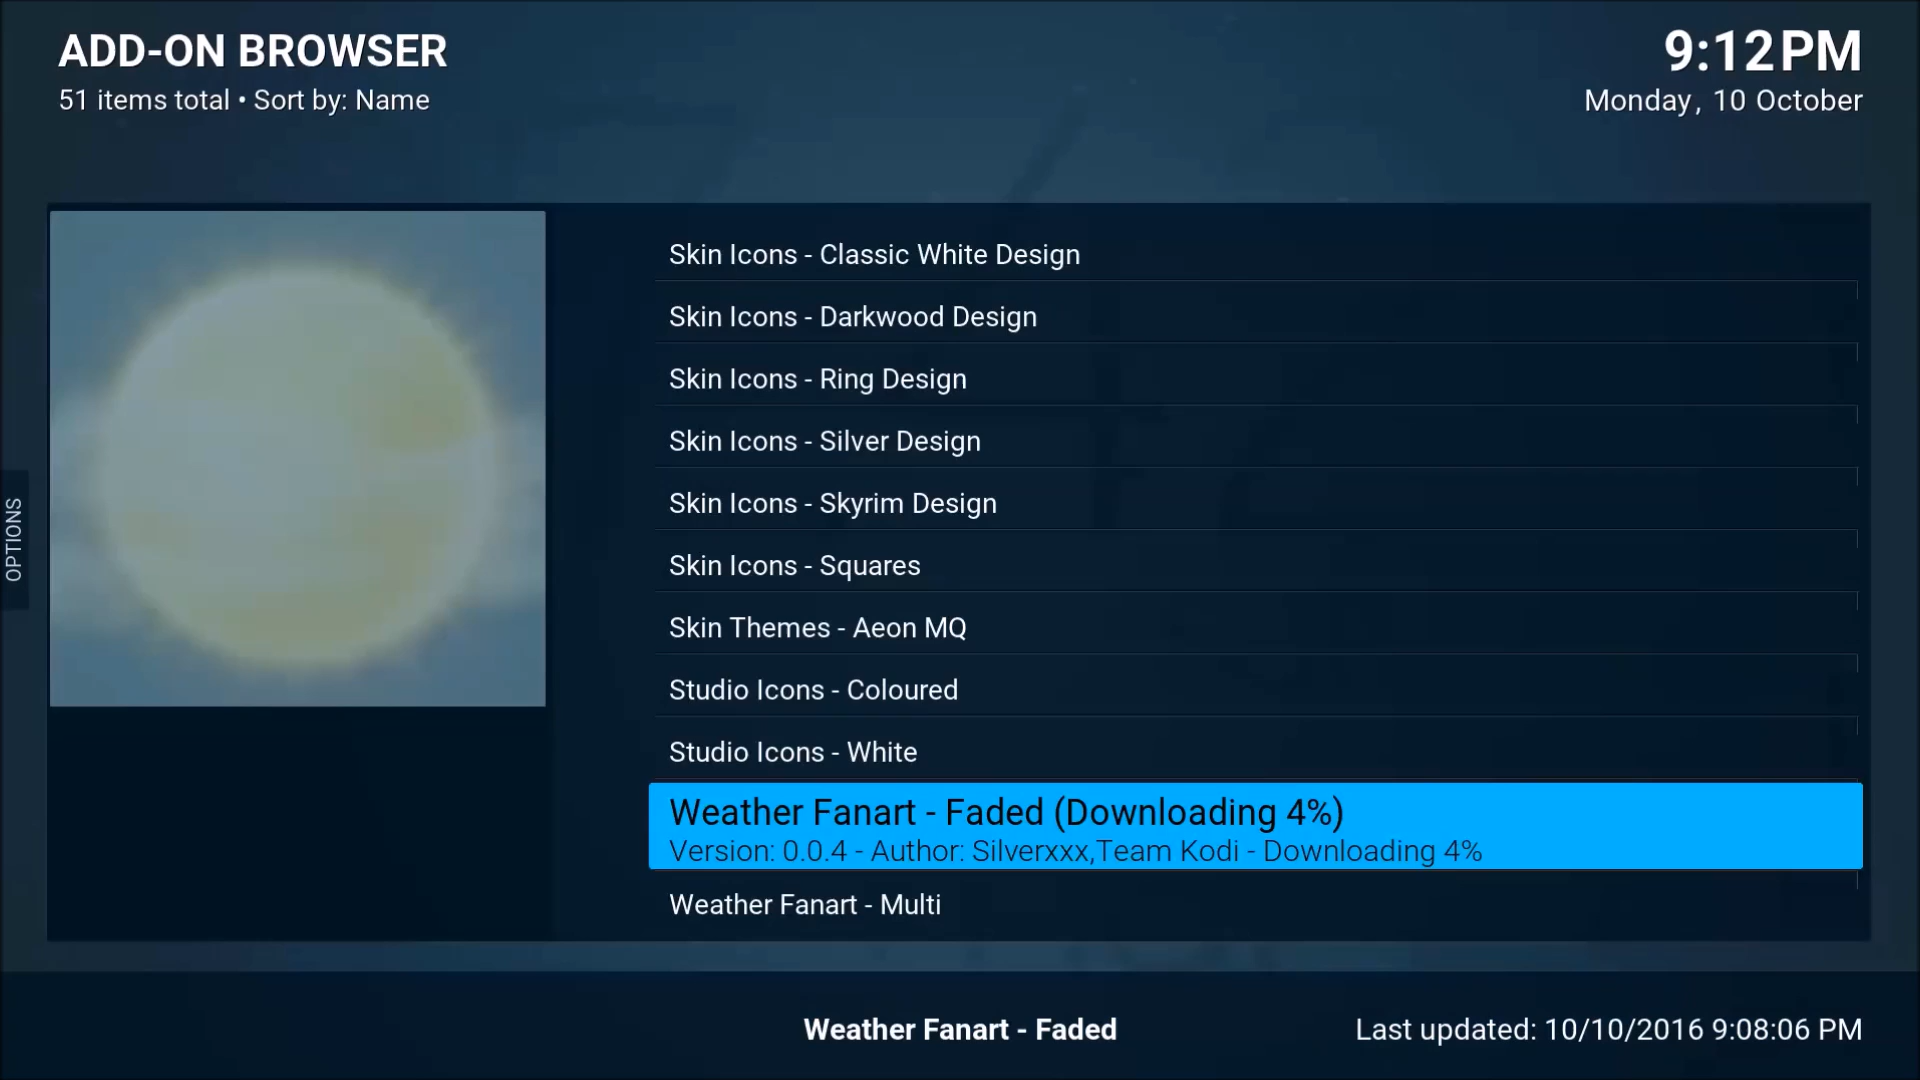 ADD-ON BROWSER
51 items total • Sort by: Name
9:12 PM
Monday, 10 October
OPTIONS
Skin Icons - Classic White Design
Skin Icons - Darkwood Design
Skin Icons - Ring Design
Skin Icons - Silver Design
Skin Icons - Skyrim Design
Skin Icons - Squares
Skin Themes - Aeon MQ
Studio Icons - Coloured
Studio Icons - White
Weather Fanart - Faded (Downloading 4%)
Version: 0.0.4 - Author: Silverxxx,Team Kodi - Downloading 4%
Weather Fanart - Multi
Weather Fanart - Faded
Last updated: 10/10/2016 9:08:06 PM